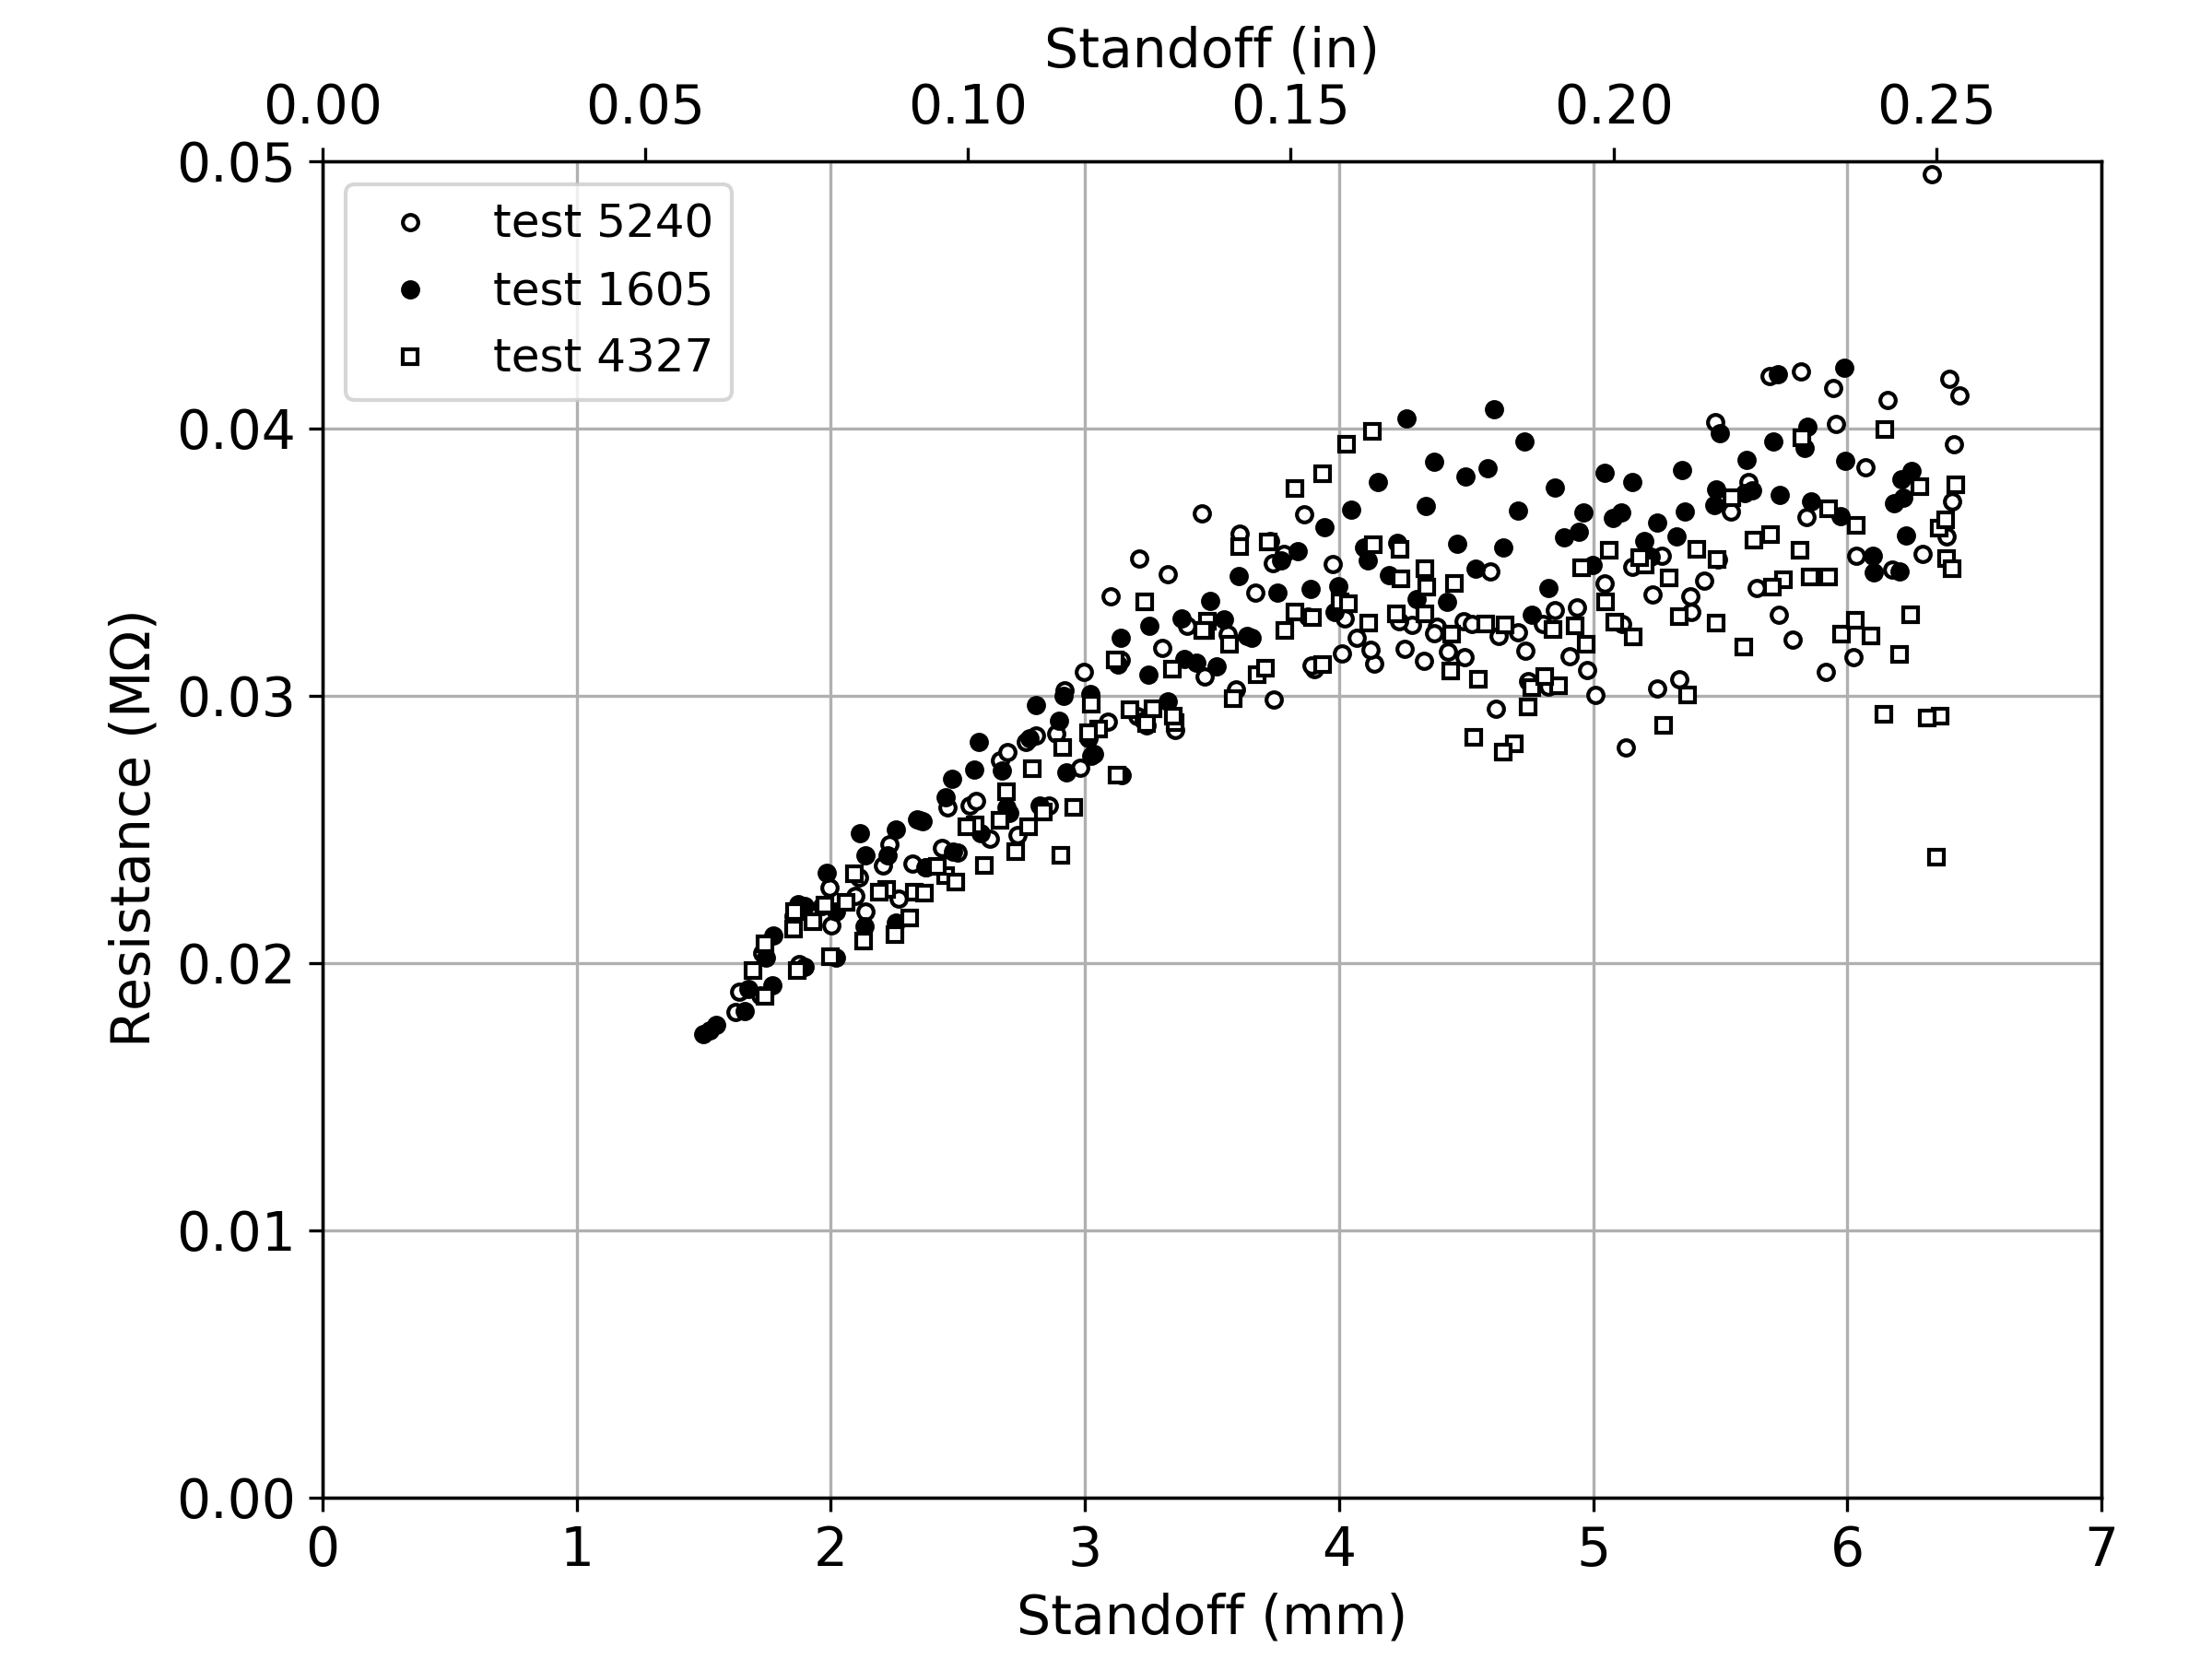 Standoff (in)
0.00 0.05 0.10 0.15 0.20 0.25
0.05
0.04
0.03
0.02
0.01
0.00
Resistance (MΩ)
test 5240
test 1605
test 4327
0 1 2 3 4 5 6 7
Standoff (mm)